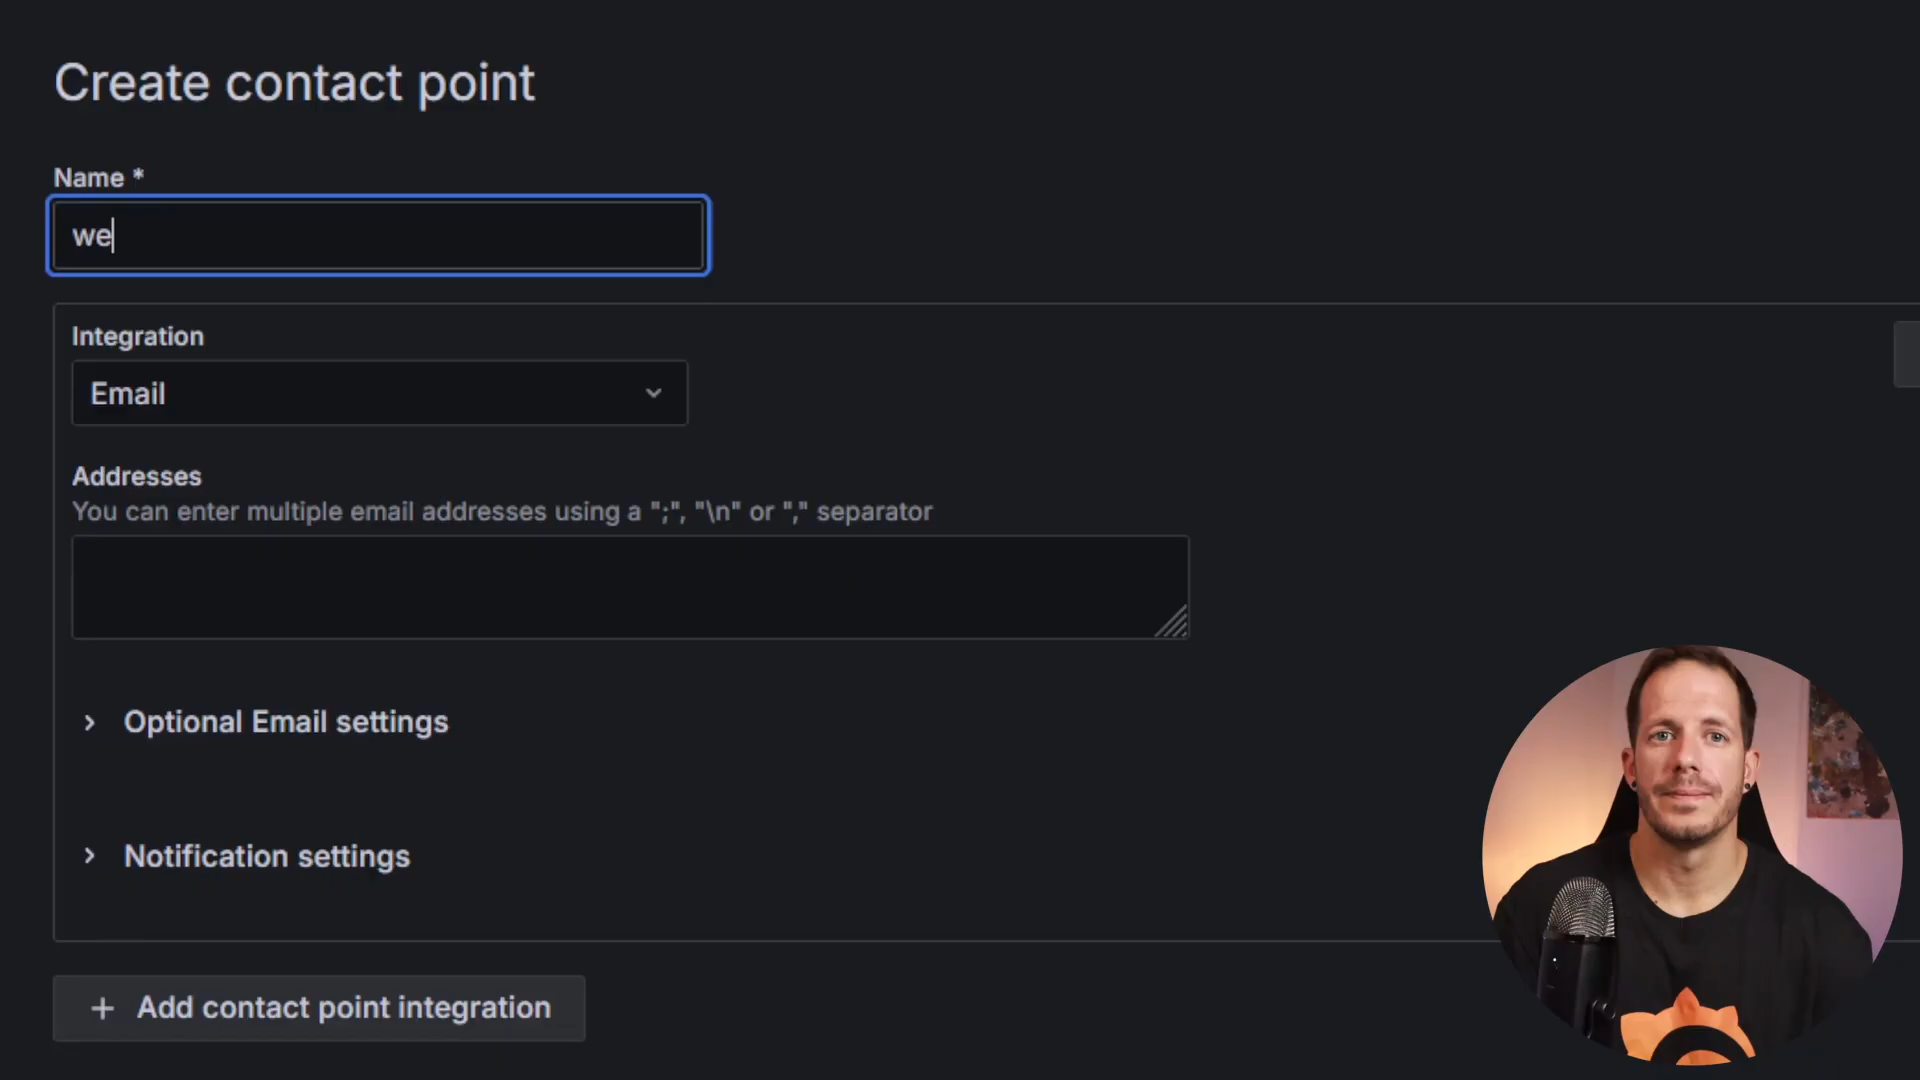 Create contact point
Name *
we
Integration
Email
Addresses
You can enter multiple email addresses using a ";", "\n" or "," separator
Optional Email settings
Notification settings
+ Add contact point integration